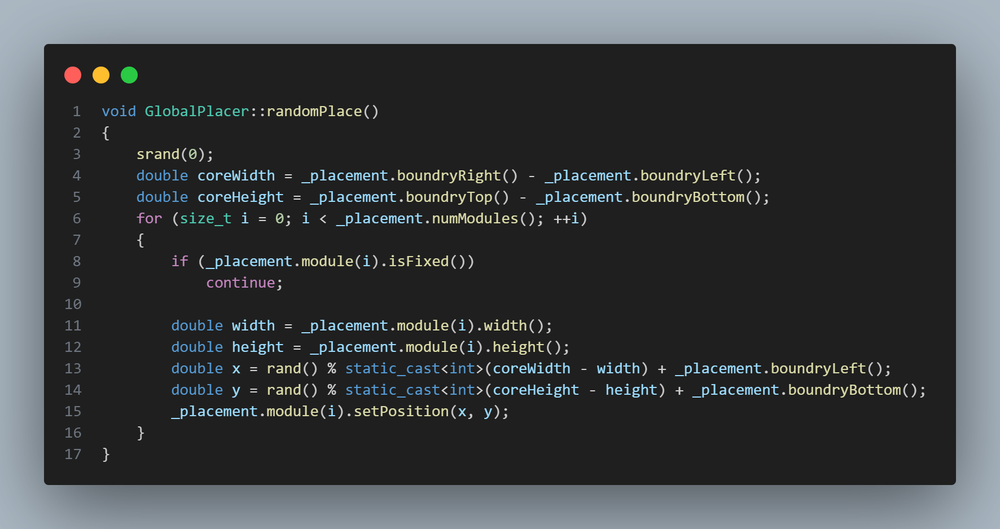 1 void GlobalPlacer::randomPlace()
2 {
3     srand(0);
4     double coreWidth = _placement.boundryRight() - _placement.boundryLeft();
5     double coreHeight = _placement.boundryTop() - _placement.boundryBottom();
6     for (size_t i = 0; i < _placement.numModules(); ++i)
7     {
8         if (_placement.module(i).isFixed())
9             continue;
10
11         double width = _placement.module(i).width();
12         double height = _placement.module(i).height();
13         double x = rand() % static_cast<int>(coreWidth - width) + _placement.boundryLeft();
14         double y = rand() % static_cast<int>(coreHeight - height) + _placement.boundryBottom();
15         _placement.module(i).setPosition(x, y);
16     }
17 }